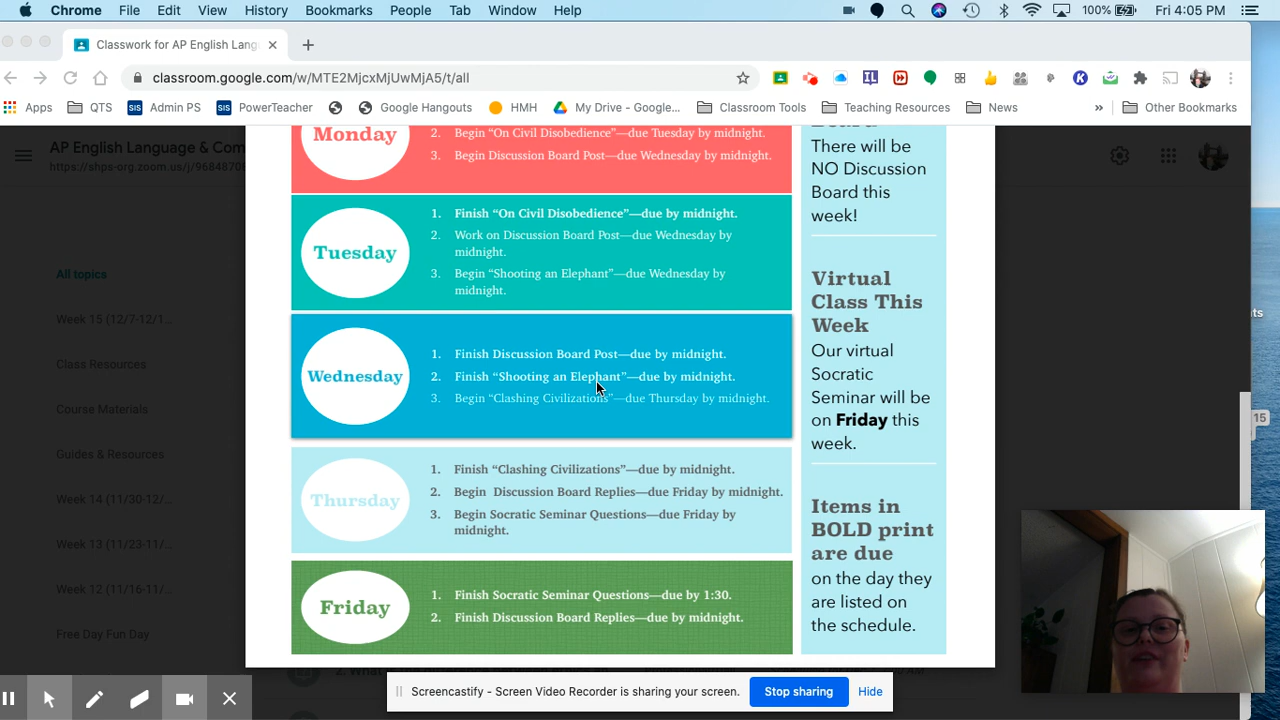 Chrome File Edit View History Bookmarks People Tab Window Help 100% Fri 4:05 PM
Classwork for AP English Lang
classroom.google.com/w/MTE2MjcxMjUwMjA5/t/all
Apps QTS SIS Admin PS SIS PowerTeacher Google Hangouts HMH My Drive - Google... Classroom Tools Teaching Resources News » Other Bookmarks
AP English Language & Com
https://shps-org.zoom.us/j/96848708
All topics
Week 15 (12/7-12/1...
Class Resources
Course Materials
Guides & Resources
Week 14 (11/30-12/...
Week 13 (11/23-11/...
Week 12 (11/16-11/...
Free Day Fun Day
Monday
2. Begin “On Civil Disobedience”—due Tuesday by midnight.
3. Begin Discussion Board Post—due Wednesday by midnight.
Tuesday
1. Finish “On Civil Disobedience”—due by midnight.
2. Work on Discussion Board Post—due Wednesday by
midnight.
3. Begin “Shooting an Elephant”—due Wednesday by
midnight.
Wednesday
1. Finish Discussion Board Post—due by midnight.
2. Finish “Shooting an Elephant”—due by midnight.
3. Begin “Clashing Civilizations”—due Thursday by midnight.
Thursday
1. Finish “Clashing Civilizations”—due by midnight.
2. Begin Discussion Board Replies—due Friday by midnight.
3. Begin Socratic Seminar Questions—due Friday by
midnight.
Friday
1. Finish Socratic Seminar Questions—due by 1:30.
2. Finish Discussion Board Replies—due by midnight.
Board
There will be
NO Discussion
Board this
week!
Virtual
Class This
Week
Our virtual
Socratic
Seminar will be
on Friday this
week.
Items in
BOLD print
are due
on the day they
are listed on
the schedule.
ts
15
Screencastify - Screen Video Recorder is sharing your screen. Stop sharing Hide